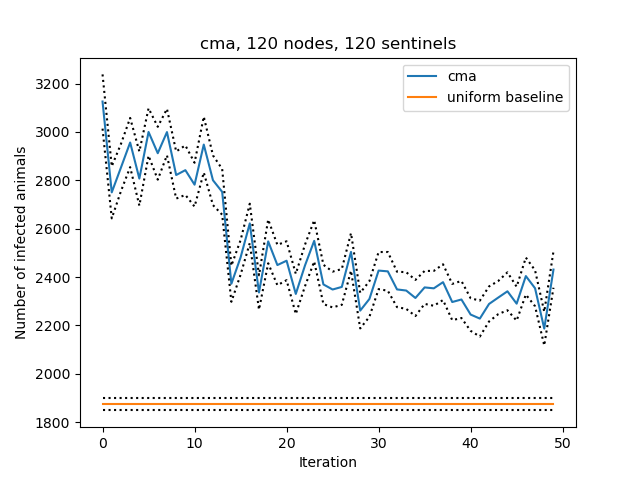 cma, 120 nodes, 120 sentinels
cma
uniform baseline
3200
3000
2800
2600
2400
2200
2000
1800
Number of infected animals
0 10 20 30 40 50
Iteration